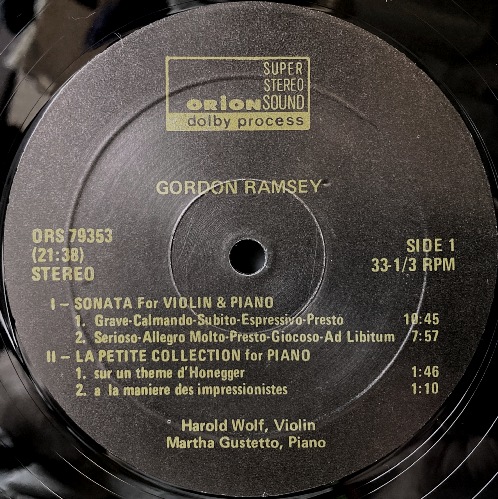 SUPER
STEREO
ORION SOUND
dolby process
GORDON RAMSEY
ORS 79353
(21:38)
STEREO
SIDE 1
33-1/3 RPM
I – SONATA For VIOLIN & PIANO
1. Grave-Calmando-Subito-Espressivo-Presto 10:45
2. Serioso-Allegro Molto-Presto-Giocoso-Ad Libitum 7:57
II – LA PETITE COLLECTION for PIANO
1. sur un theme d'Honegger 1:46
2. a la maniere des impressionistes 1:10
Harold Wolf, Violin
Martha Gustetto, Piano